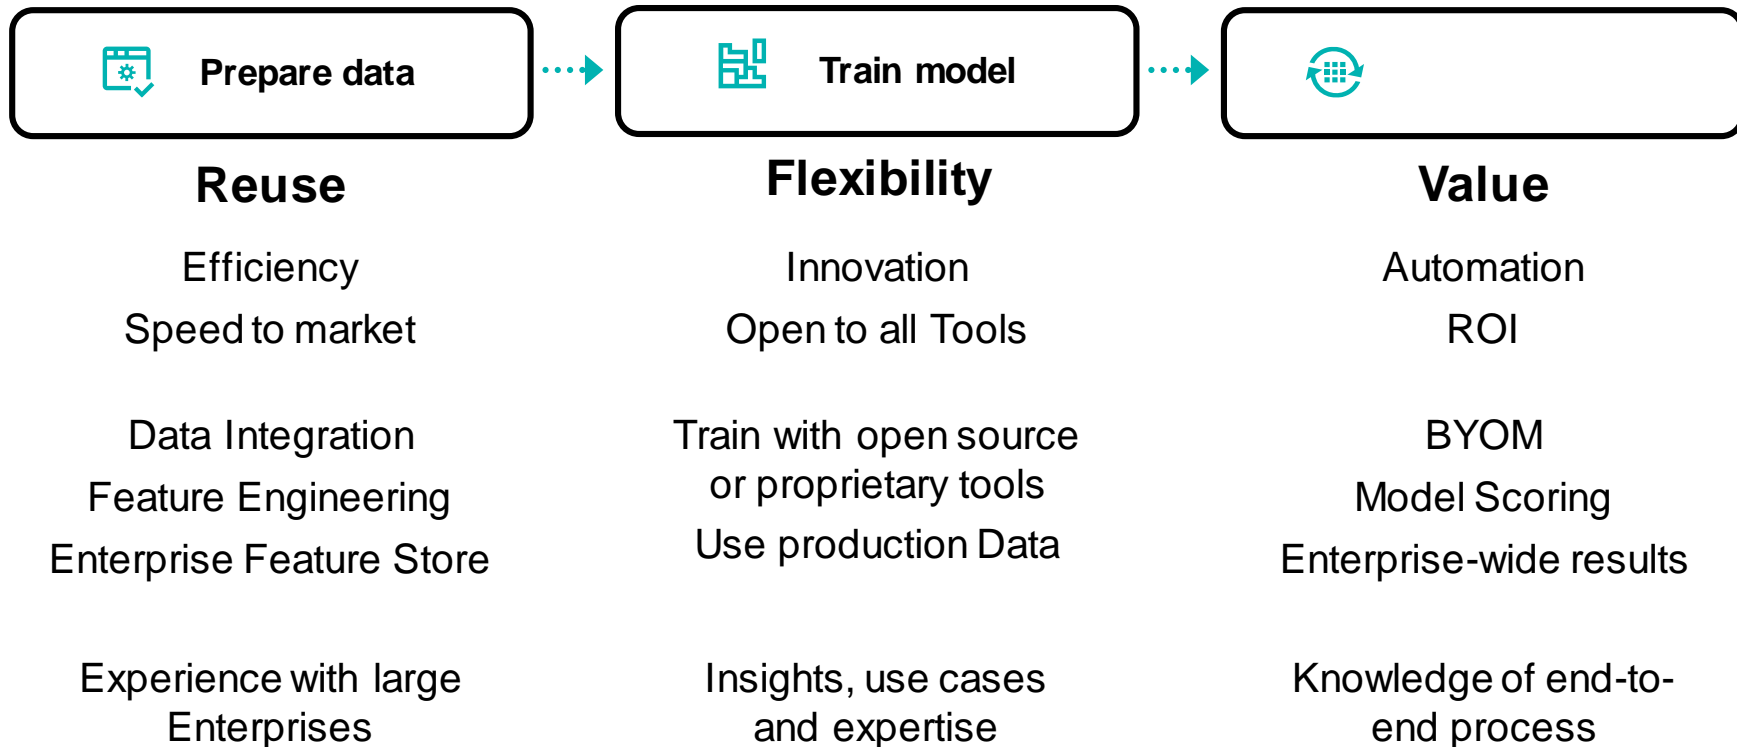 Prepare data
Train model
Reuse
Efficiency
Speed to market
Data Integration
Feature Engineering
Enterprise Feature Store
Experience with large
Enterprises
Flexibility
Innovation
Open to all Tools
Train with open source
or proprietary tools
Use production Data
Insights, use cases
and expertise
Value
Automation
ROI
BYOM
Model Scoring
Enterprise-wide results
Knowledge of end-to-
end process